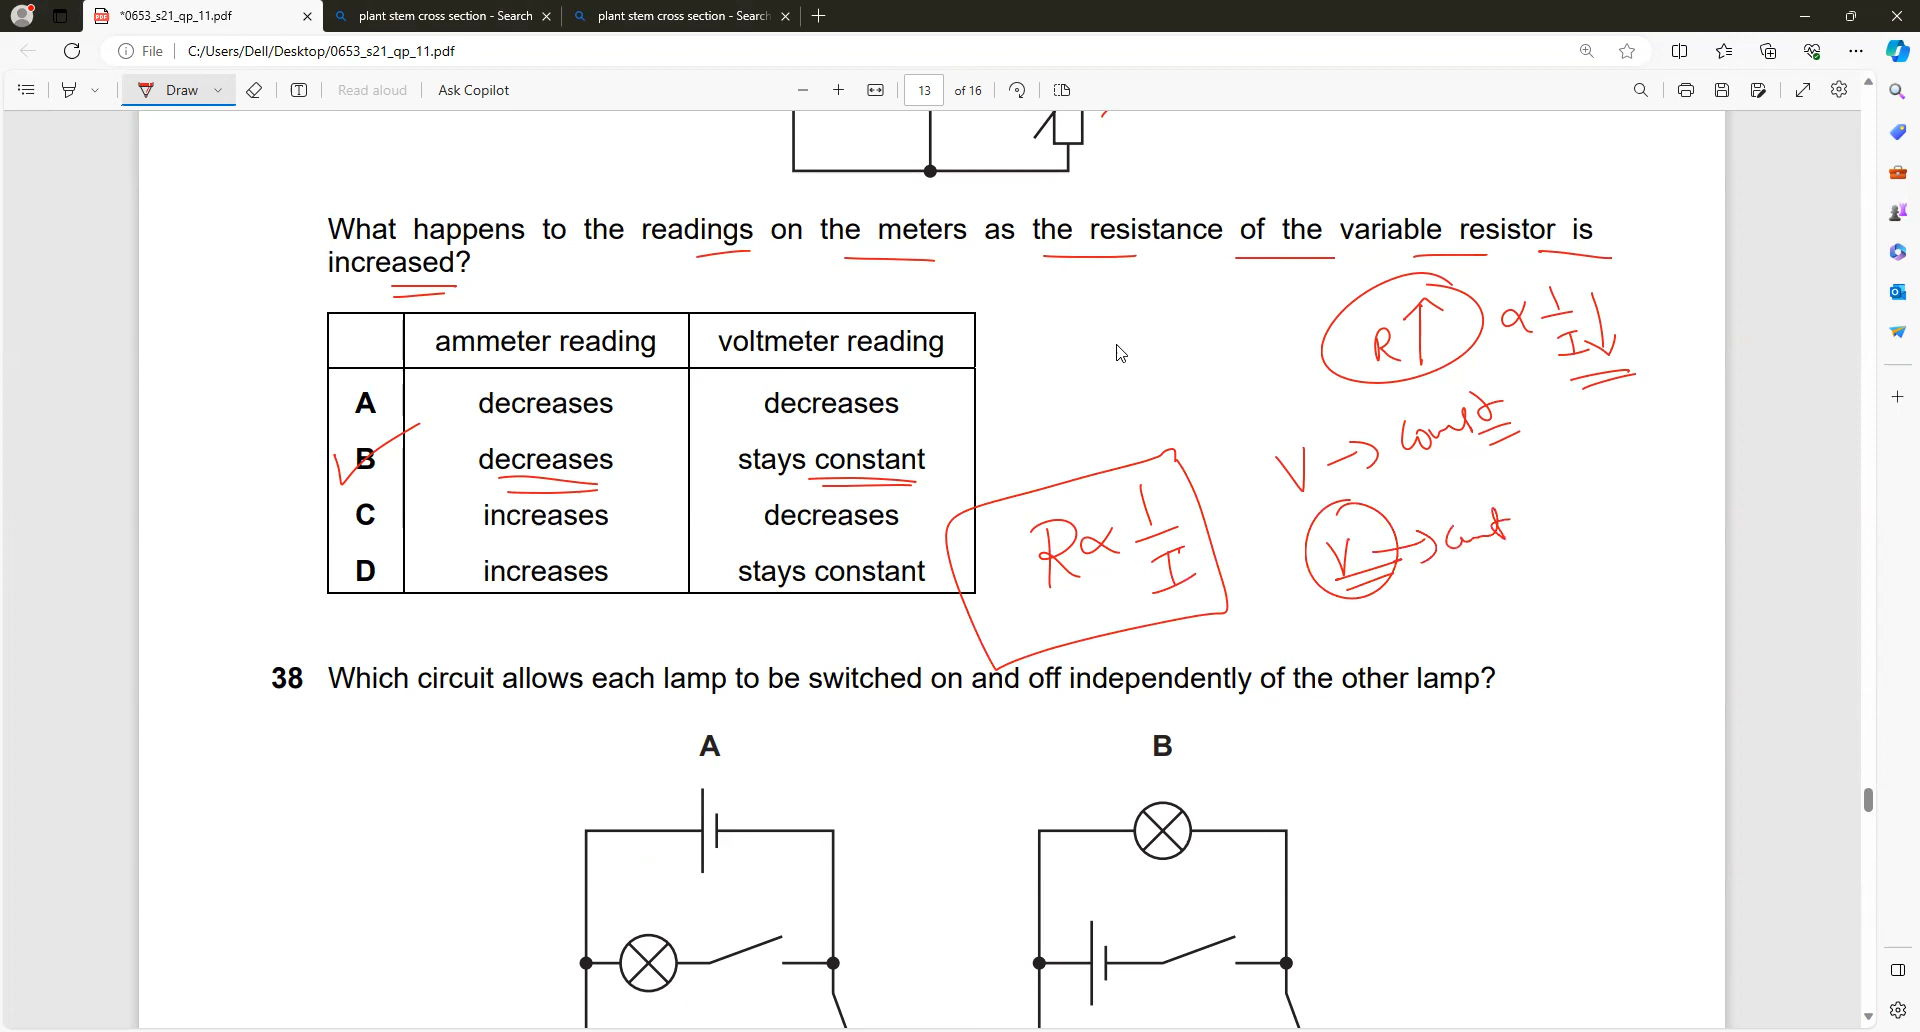 *0653_s21_qp_11.pdf
plant stem cross section - Search
plant stem cross section - Search
File
C:/Users/Dell/Desktop/0653_s21_qp_11.pdf
Draw
Read aloud
Ask Copilot
13 of 16
What happens to the readings on the meters as the resistance of the variable resistor is
increased?
ammeter reading voltmeter reading
A decreases decreases
B decreases stays constant
C increases decreases
D increases stays constant
R ↑ ∝ 1/I ↓
V →
V →
R ∝ 1/I
38 Which circuit allows each lamp to be switched on and off independently of the other lamp?
A
B